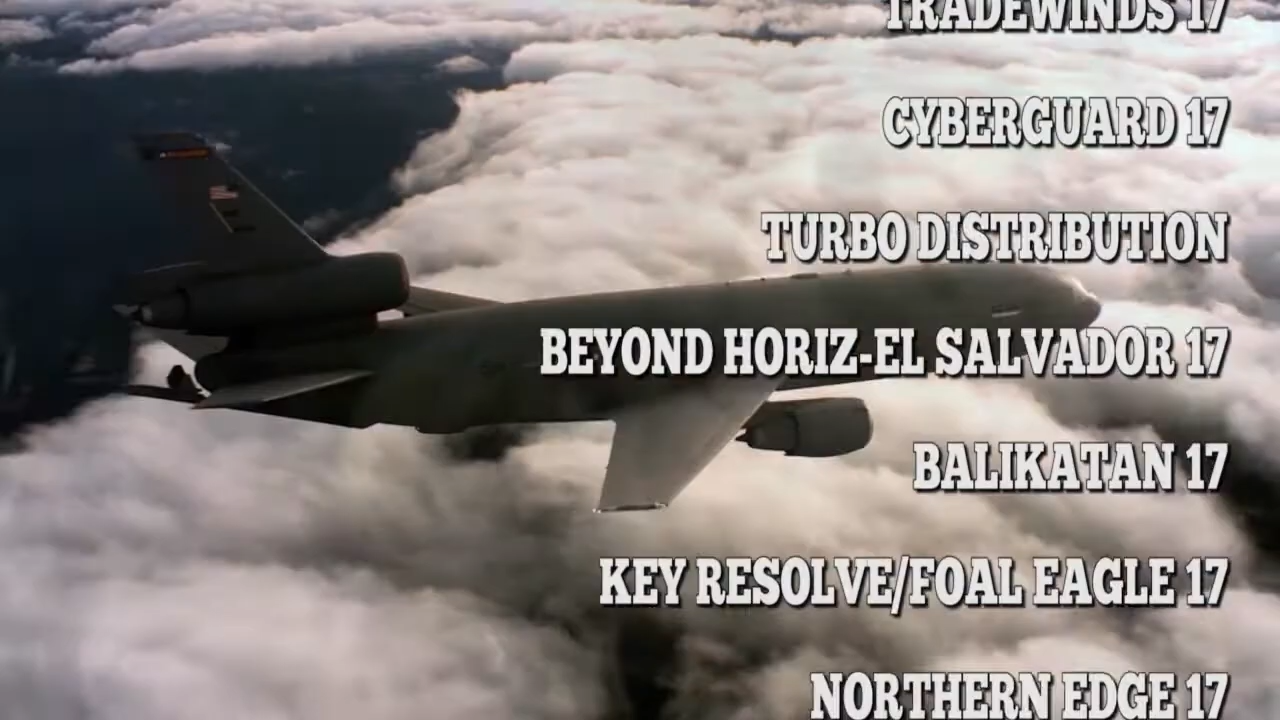 TRADEWINDS 17
CYBERGUARD 17
TURBO DISTRIBUTION
BEYOND HORIZ-EL SALVADOR 17
BALIKATAN 17
KEY RESOLVE/FOAL EAGLE 17
NORTHERN EDGE 17